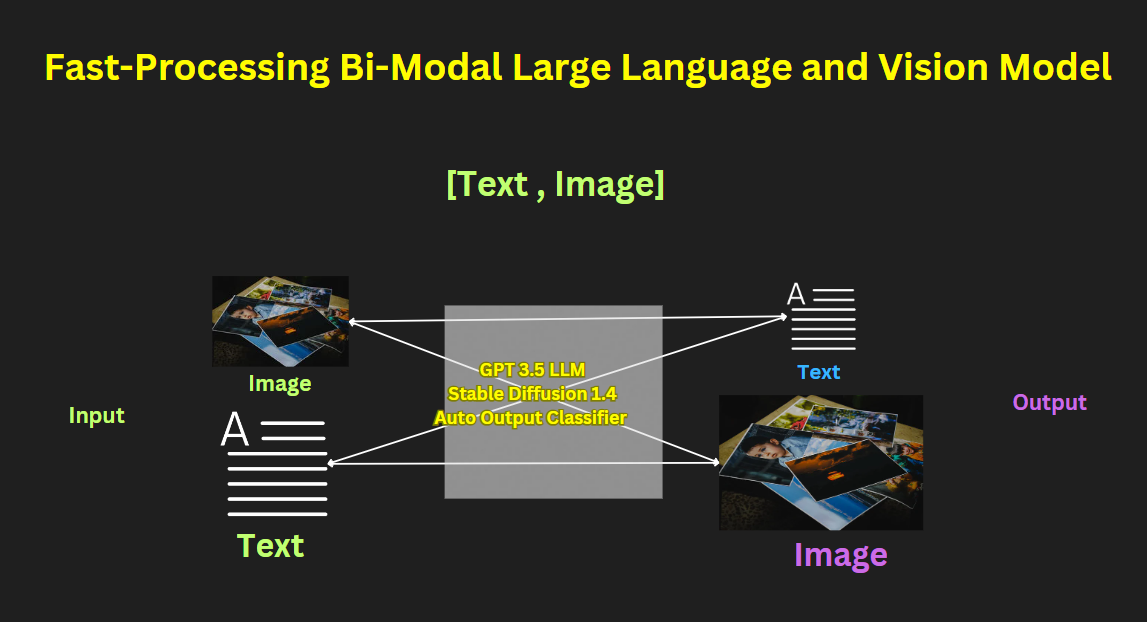 Fast-Processing Bi-Modal Large Language and Vision Model
[Text , Image]
A
Image
Input
A
Text
GPT 3.5 LLM
Stable Diffusion 1.4
Auto Output Classifier
A
Text
Output
Image